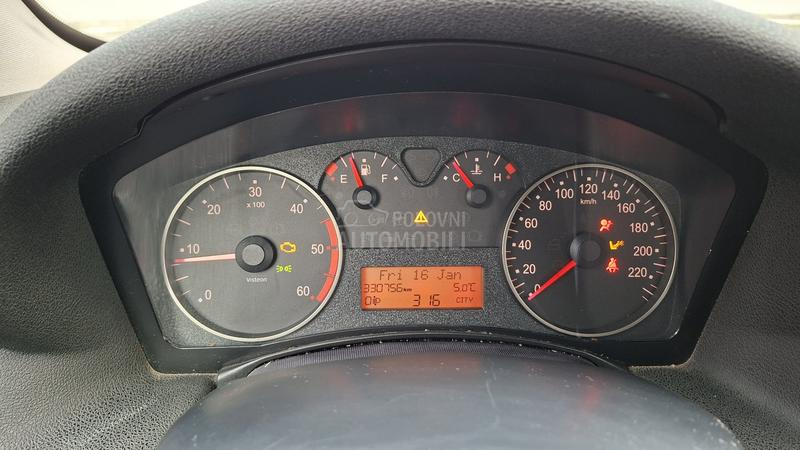 E F
C H
0 10 20 30 40 50 60
x 100
Visteon
0 20 40 60 80 100 120 140 160 180 200 220
km/h
POLOVNI
AUTOMOBILI
Fri 16 Jan
330756km 5.0°C
0ip 316 CITY